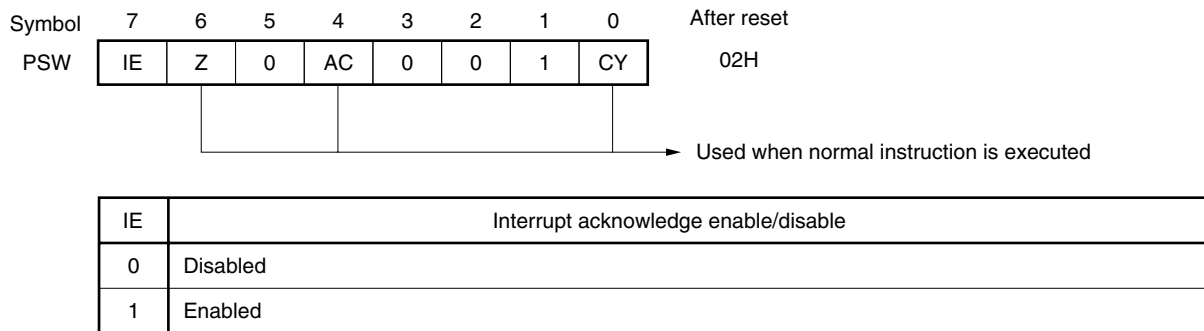 Symbol 7 6 5 4 3 2 1 0 After reset
PSW IE Z 0 AC 0 0 1 CY 02H
Used when normal instruction is executed
IE Interrupt acknowledge enable/disable
0 Disabled
1 Enabled